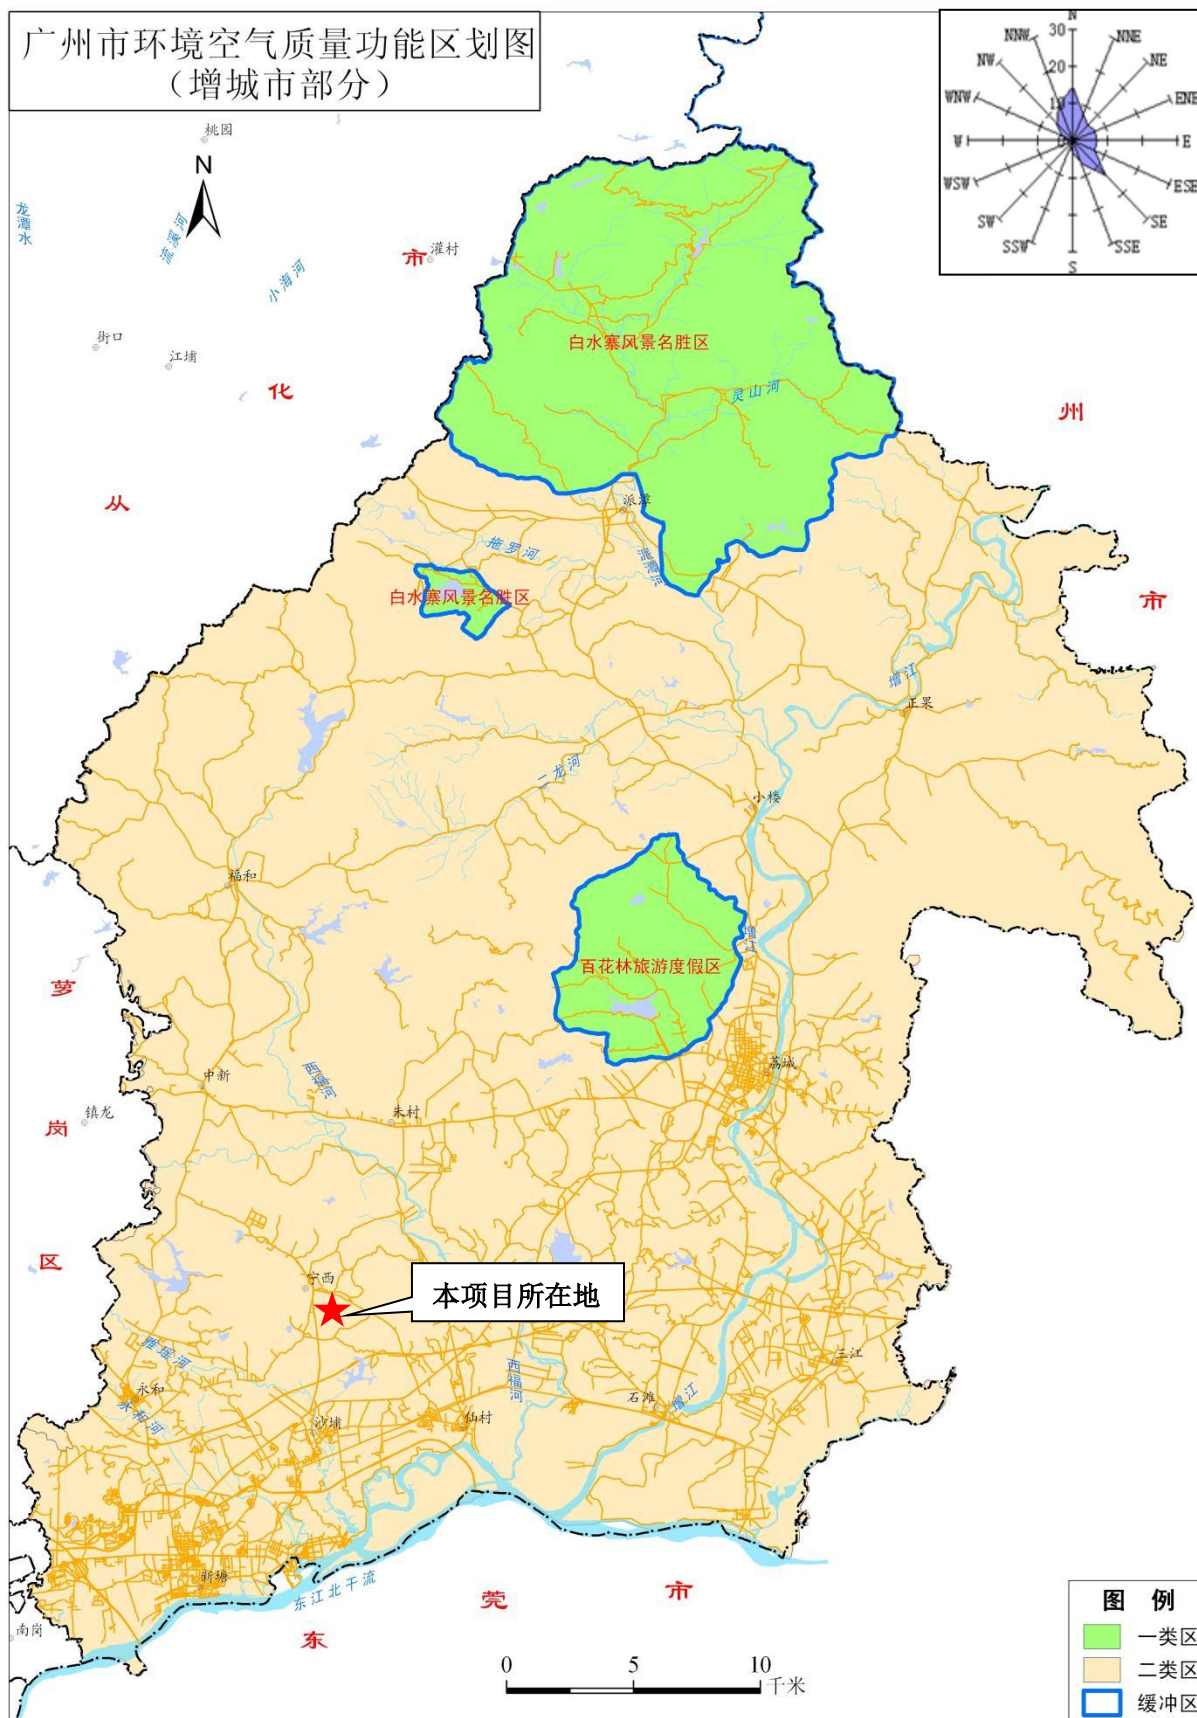 广州市环境空气质量功能区划图
(增城市部分)
N
NNW
NNE
NW
NE
WNW
ENE
W
E
WSW
ESE
SW
SE
SSW
SSE
S
30
20
10
0
桃园
N
龙潭水
流溪河
小海河
市
灌村
街口
江埔
化
白水寨风景名胜区
灵山河
州
从
派潭
拖罗河
派潭河
白水寨风景名胜区
市
增江
正果
二龙河
小楼
福和
增江
百花林旅游度假区
萝
荔城
中新
西福河
镇龙
朱村
岗
区
宁西
本项目所在地
雅瑶河
西福河
三江
永和
石滩
增江
永和河
沙埔
仙村
新塘
东江北干流
莞
市
南岗
东
图 例
一类区
二类区
缓冲区
0
5
10
千米